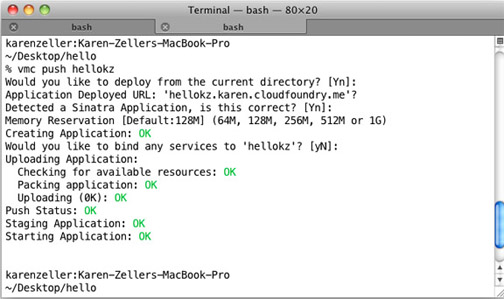 Terminal — bash — 80×20
bash bash
karenzeller:Karen-Zellers-MacBook-Pro
~/Desktop/hello
% vmc push hellokz
Would you like to deploy from the current directory? [Yn]:
Application Deployed URL: 'hellokz.karen.cloudfoundry.me'?
Detected a Sinatra Application, is this correct? [Yn]:
Memory Reservation [Default:128M] (64M, 128M, 256M, 512M or 1G)
Creating Application: OK
Would you like to bind any services to 'hellokz'? [yN]:
Uploading Application:
  Checking for available resources: OK
  Packing application: OK
  Uploading (0K): OK
Push Status: OK
Staging Application: OK
Starting Application: OK
karenzeller:Karen-Zellers-MacBook-Pro
~/Desktop/hello